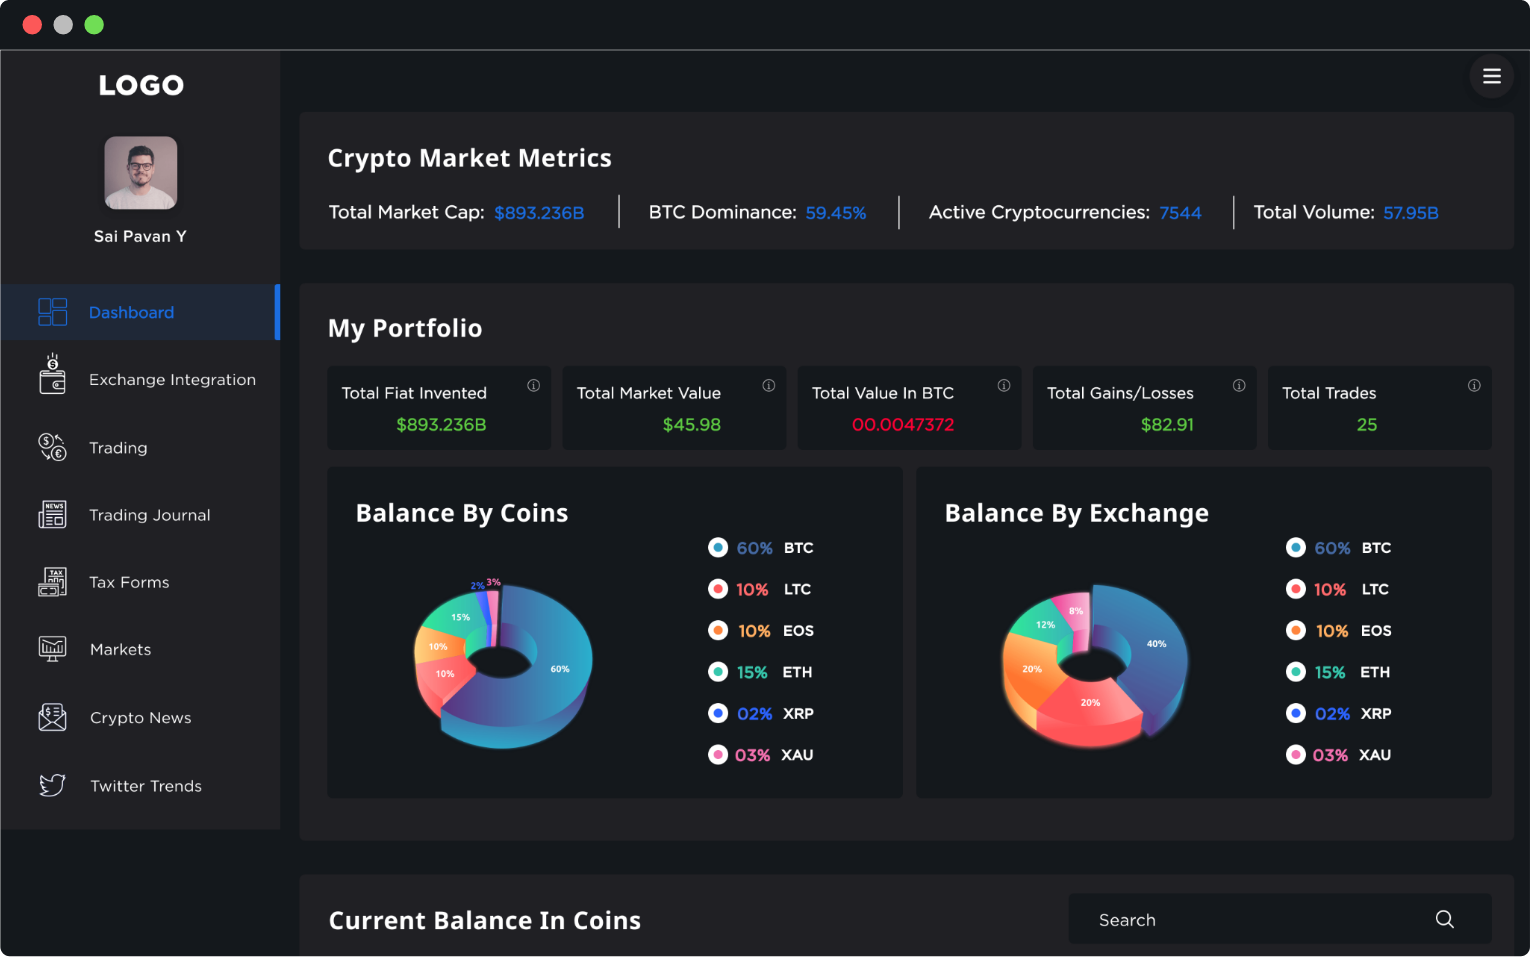 LOGO
Sai Pavan Y
Dashboard
Exchange Integration
Trading
NEWS
Trading Journal
TAX
Tax Forms
Markets
Crypto News
Twitter Trends
Crypto Market Metrics
Total Market Cap: $893.236B
BTC Dominance: 59.45%
Active Cryptocurrencies: 7544
Total Volume: 57.95B
My Portfolio
Total Fiat Invented
$893.236B
Total Market Value
$45.98
Total Value In BTC
00.0047372
Total Gains/Losses
$82.91
Total Trades
25
Balance By Coins
2% 3%
15%
10%
10%
60%
60% BTC
10% LTC
10% EOS
15% ETH
02% XRP
03% XAU
Balance By Exchange
8%
12%
40%
20%
20%
60% BTC
10% LTC
10% EOS
15% ETH
02% XRP
03% XAU
Current Balance In Coins
Search